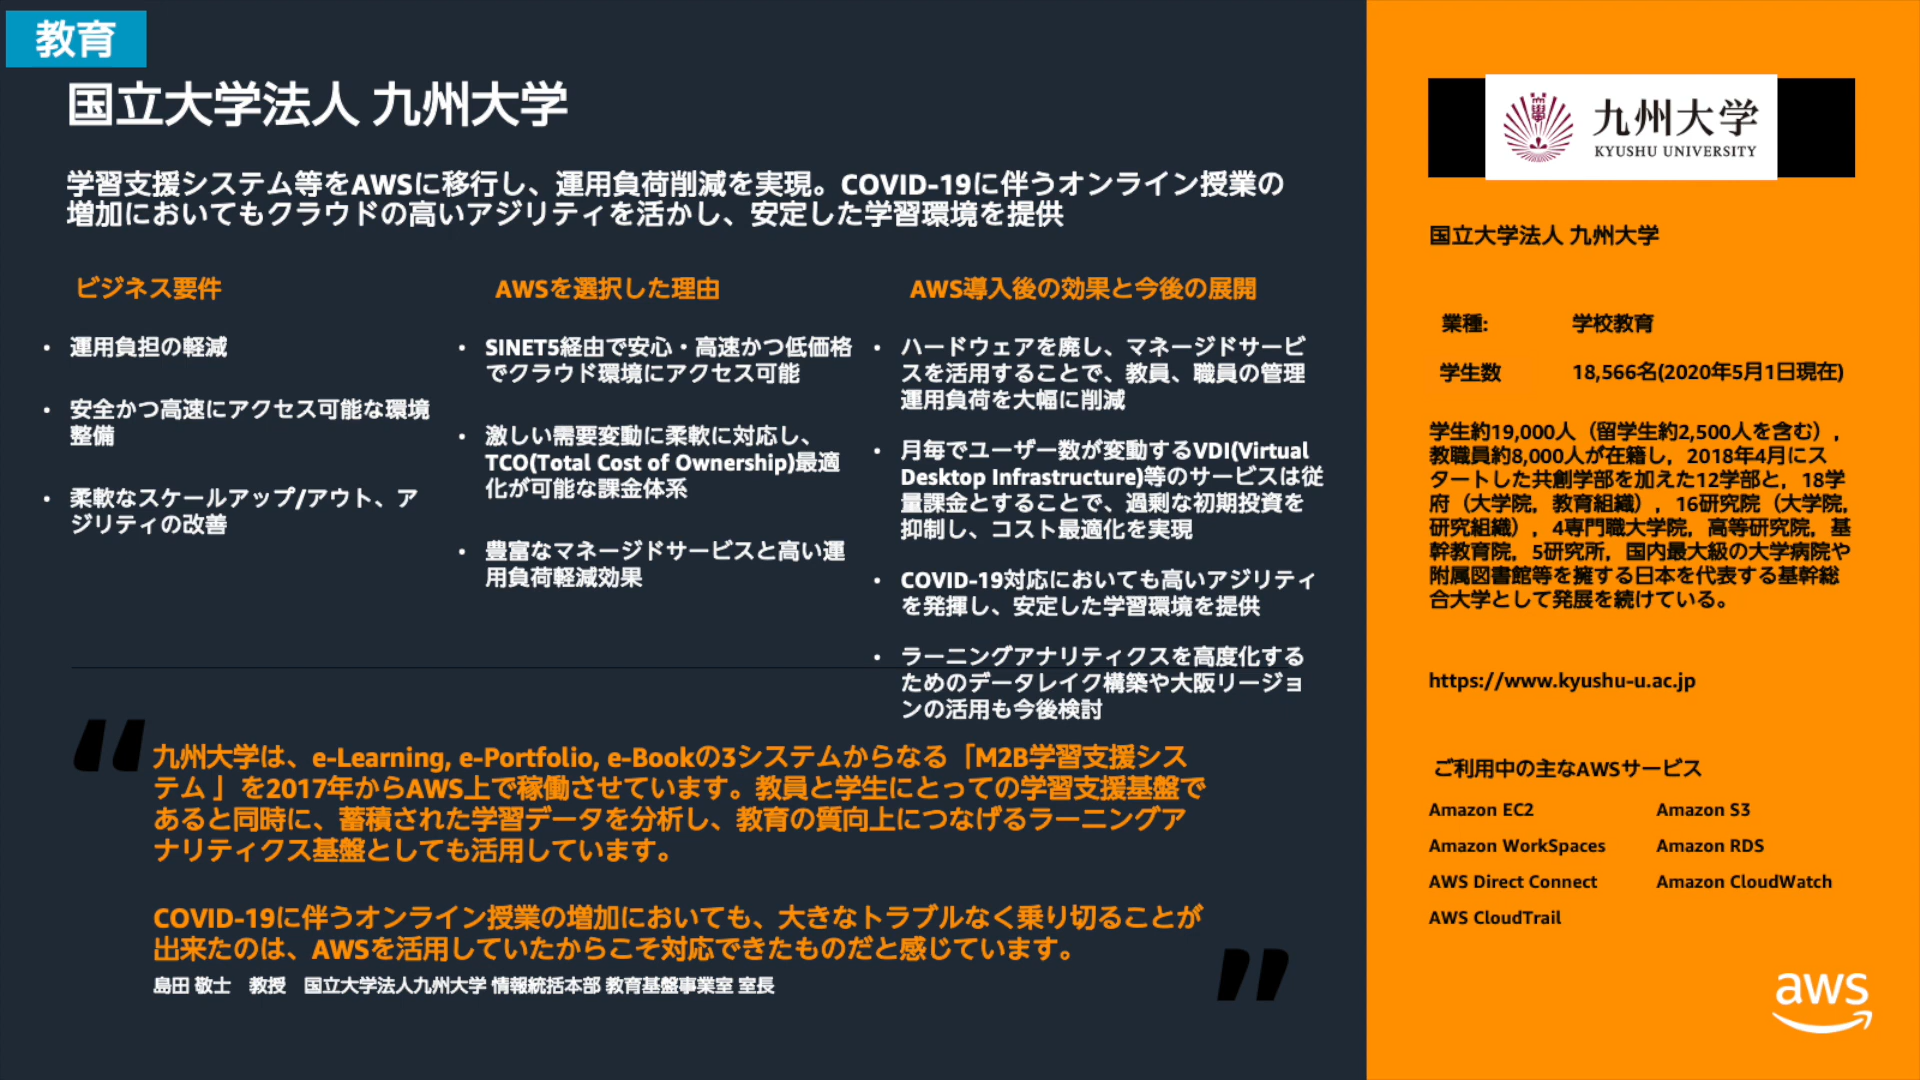 教育
国立大学法人 九州大学
学習支援システム等をAWSに移行し、運用負荷削減を実現。COVID-19に伴うオンライン授業の
増加においてもクラウドの高いアジリティを活かし、安定した学習環境を提供
ビジネス要件
• 運用負担の軽減
• 安全かつ高速にアクセス可能な環境
整備
• 柔軟なスケールアップ/アウト、ア
ジリティの改善
AWSを選択した理由
• SINET5経由で安心・高速かつ低価格
でクラウド環境にアクセス可能
• 激しい需要変動に柔軟に対応し、
TCO(Total Cost of Ownership)最適
化が可能な課金体系
• 豊富なマネージドサービスと高い運
用負荷軽減効果
AWS導入後の効果と今後の展開
• ハードウェアを廃し、マネージドサービ
スを活用することで、教員、職員の管理
運用負荷を大幅に削減
• 月毎でユーザー数が変動するVDI(Virtual
Desktop Infrastructure)等のサービスは従
量課金とすることで、過剰な初期投資を
抑制し、コスト最適化を実現
• COVID-19対応においても高いアジリティ
を発揮し、安定した学習環境を提供
• ラーニングアナリティクスを高度化する
ためのデータレイク構築や大阪リージョ
ンの活用も今後検討
“
九州大学は、e-Learning, e-Portfolio, e-Bookの3システムからなる「M2B学習支援シス
テム 」を2017年からAWS上で稼働させています。教員と学生にとっての学習支援基盤で
あると同時に、蓄積された学習データを分析し、教育の質向上につなげるラーニングア
ナリティクス基盤としても活用しています。
COVID-19に伴うオンライン授業の増加においても、大きなトラブルなく乗り切ることが
出来たのは、AWSを活用していたからこそ対応できたものだと感じています。
”
島田 敬士　教授　国立大学法人九州大学 情報統括本部 教育基盤事業室 室長
九州大学
KYUSHU UNIVERSITY
国立大学法人 九州大学
業種: 学校教育
学生数 18,566名(2020年5月1日現在)
学生約19,000人（留学生約2,500人を含む），
教職員約8,000人が在籍し，2018年4月にス
タートした共創学部を加えた12学部と，18学
府（大学院，教育組織），16研究院（大学院，
研究組織），4専門職大学院，高等研究院，基
幹教育院，5研究所，国内最大級の大学病院や
附属図書館等を擁する日本を代表する基幹総
合大学として発展を続けている。
https://www.kyushu-u.ac.jp
ご利用中の主なAWSサービス
Amazon EC2 Amazon S3
Amazon WorkSpaces Amazon RDS
AWS Direct Connect Amazon CloudWatch
AWS CloudTrail
aws